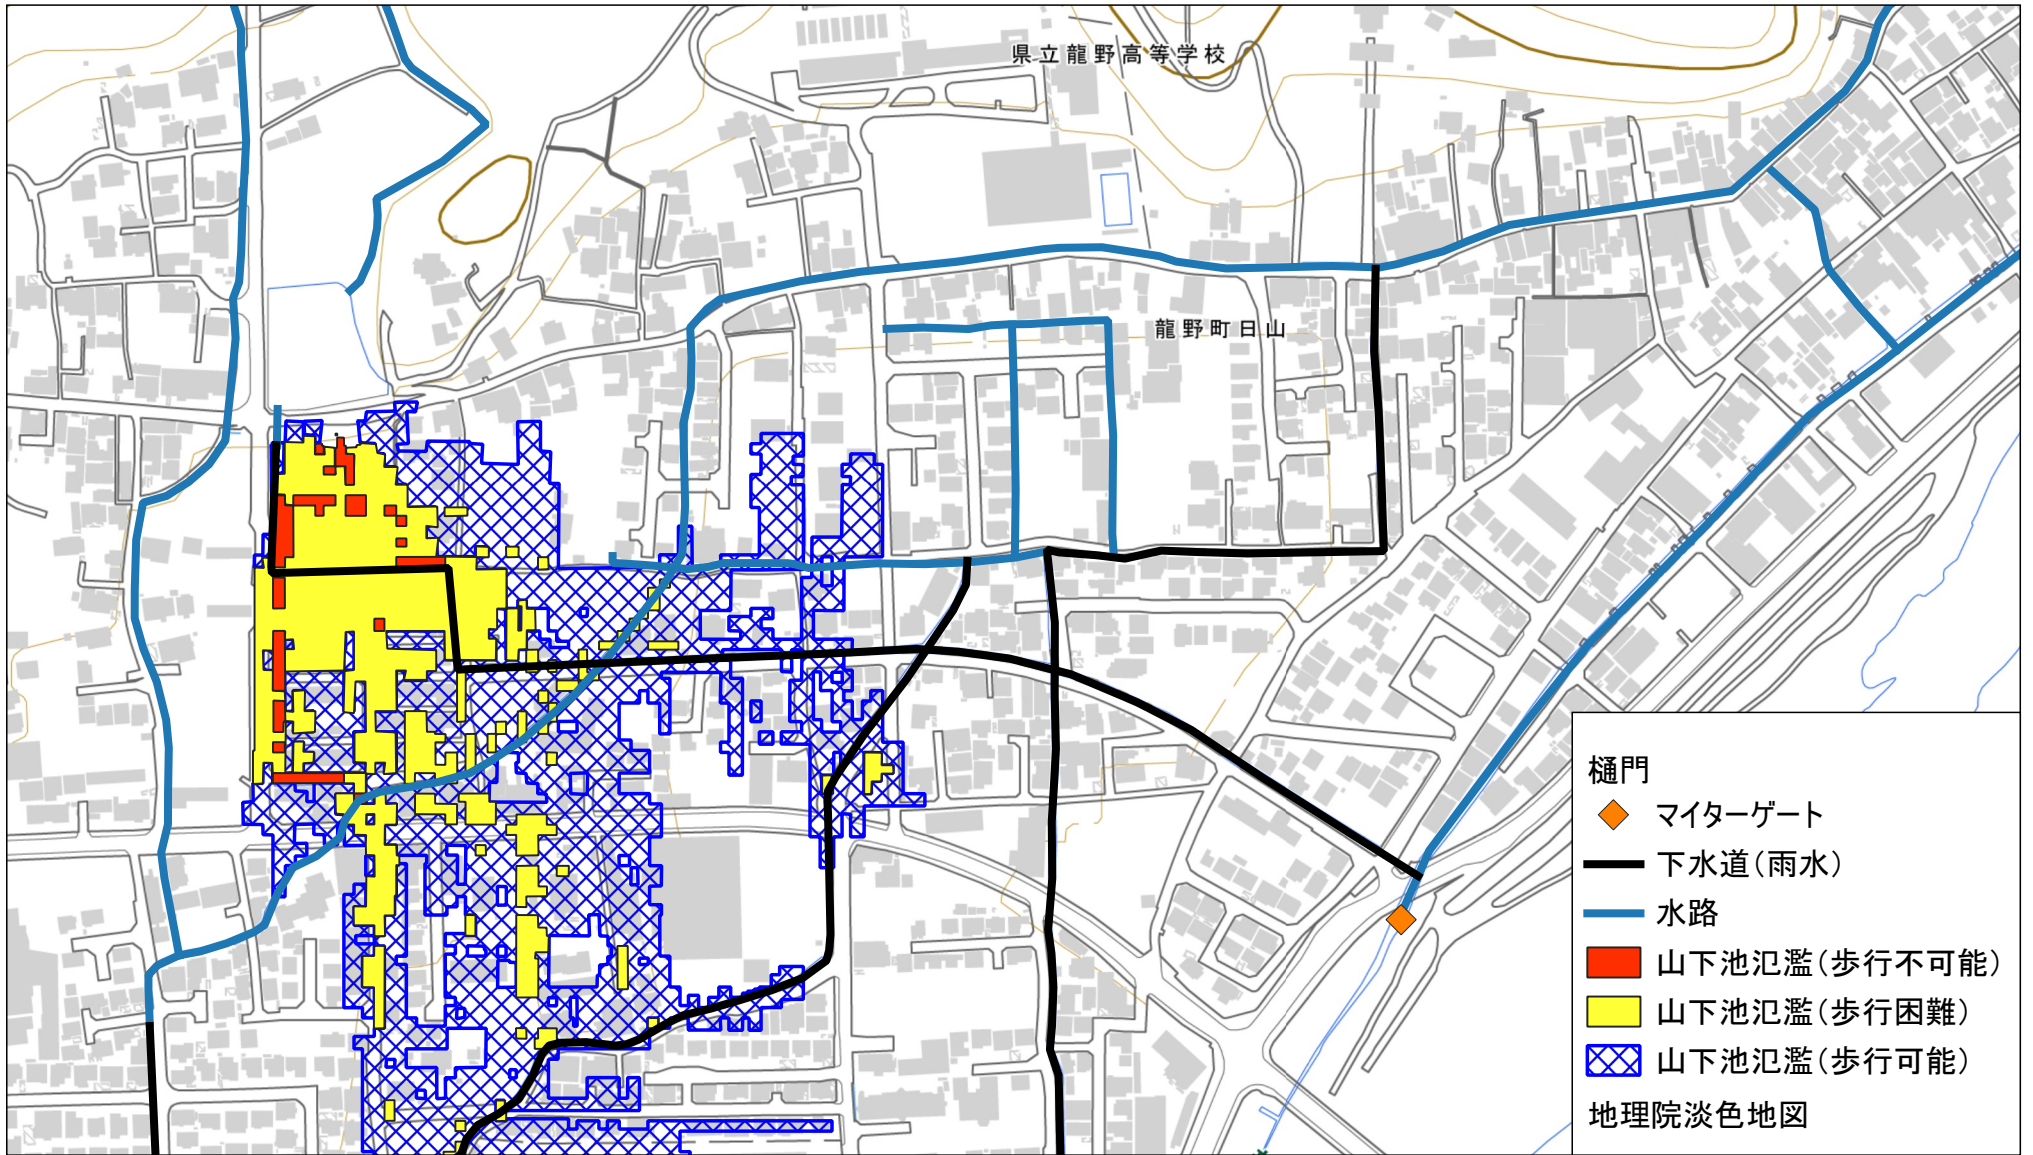 県立龍野高等学校
龍野町日山
樋門
マイターゲート
下水道(雨水)
水路
山下池氾濫(歩行不可能)
山下池氾濫(歩行困難)
山下池氾濫(歩行可能)
地理院淡色地図